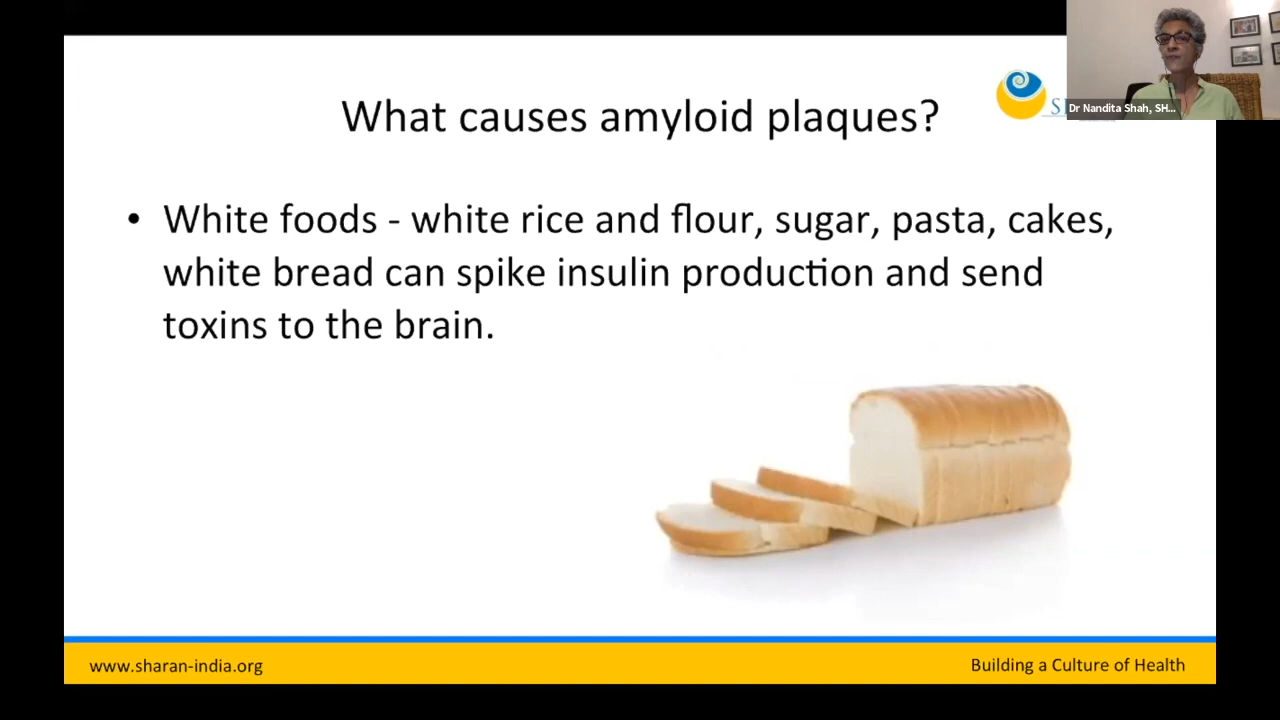 What causes amyloid plaques?
Dr Nandita Shah, SH...
• White foods - white rice and flour, sugar, pasta, cakes,
white bread can spike insulin production and send
toxins to the brain.
www.sharan-india.org
Building a Culture of Health